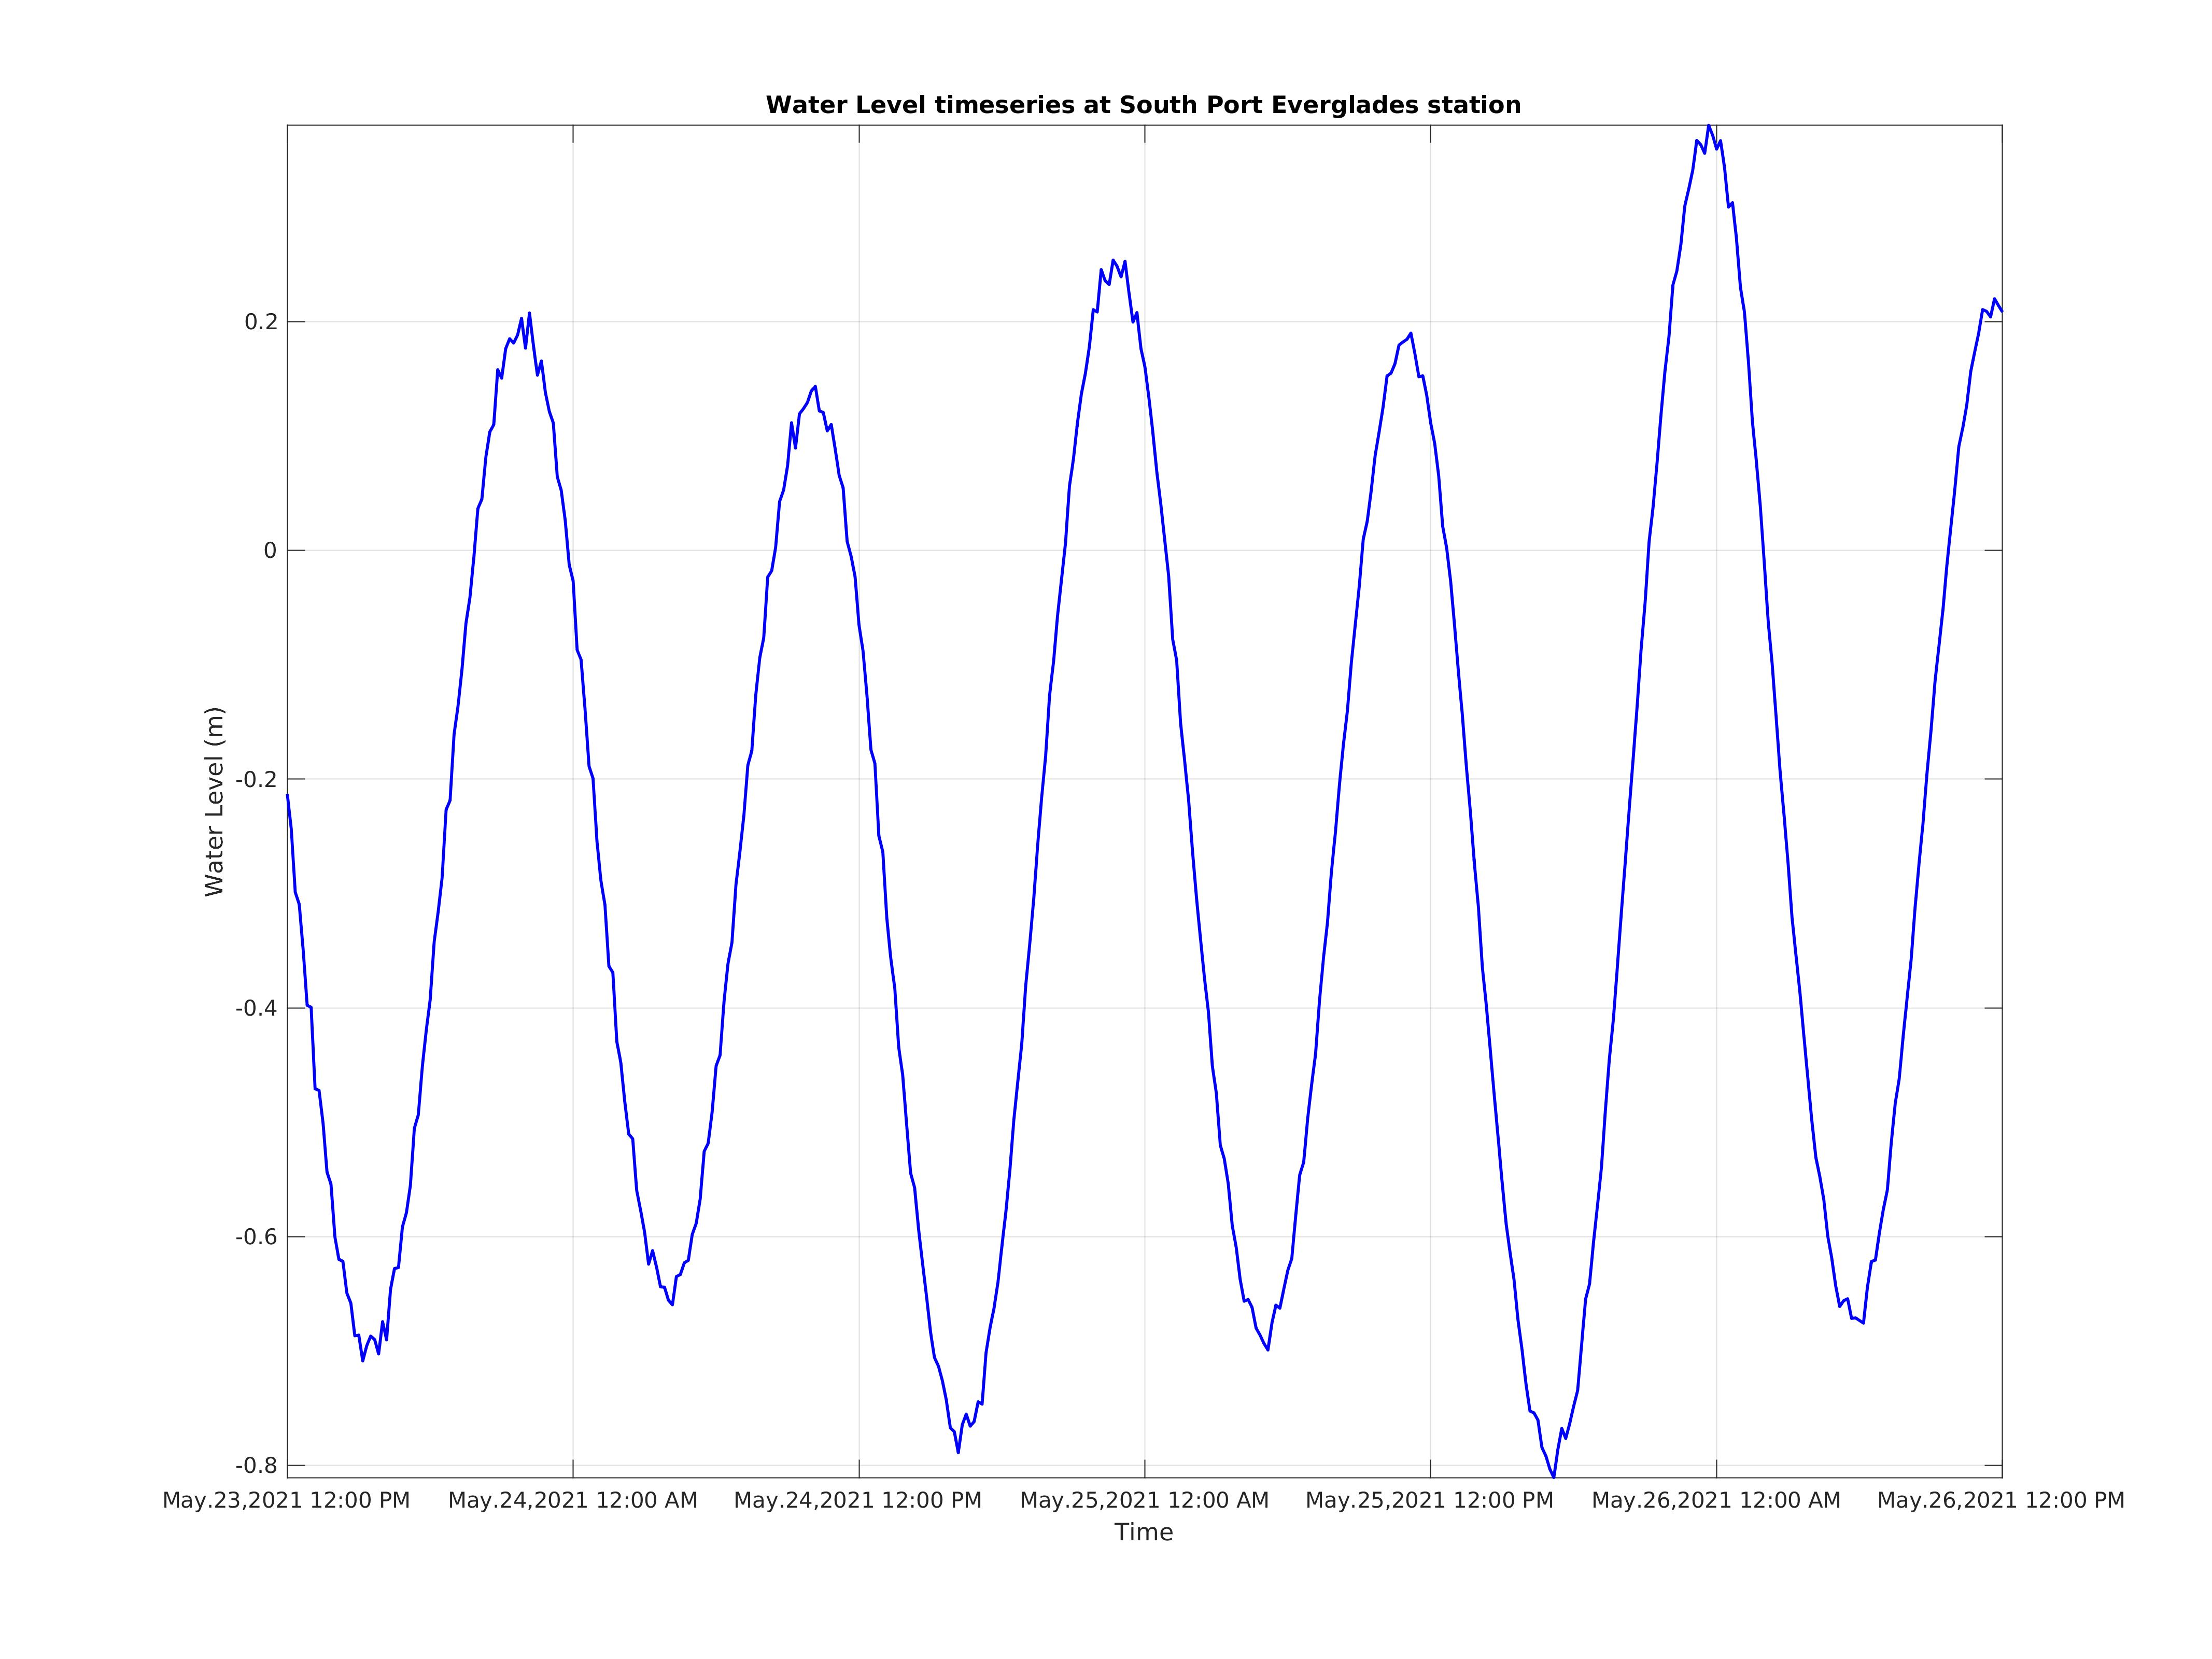 Water Level timeseries at South Port Everglades station
0.2
0
-0.2
-0.4
-0.6
-0.8
Water Level (m)
May.23,2021 12:00 PM May.24,2021 12:00 AM May.24,2021 12:00 PM May.25,2021 12:00 AM May.25,2021 12:00 PM May.26,2021 12:00 AM May.26,2021 12:00 PM
Time